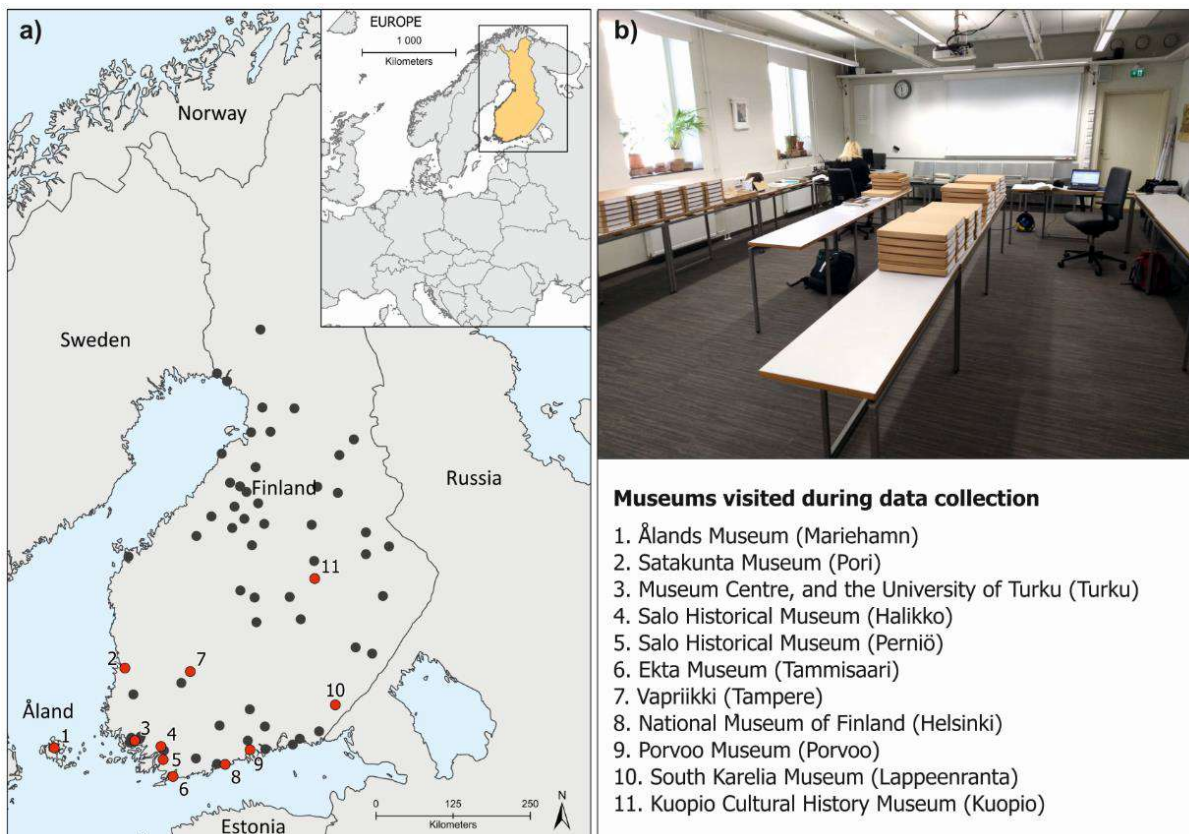 a)
EUROPE
1 000
Kilometers
Norway
Sweden
Finland
Russia
11
2
7
10
Åland
1
3
4
5
6
8
9
Estonia
0 125 250
Kilometers
N
b)
Museums visited during data collection
1. Ålands Museum (Mariehamn)
2. Satakunta Museum (Pori)
3. Museum Centre, and the University of Turku (Turku)
4. Salo Historical Museum (Halikko)
5. Salo Historical Museum (Perniö)
6. Ekta Museum (Tammisaari)
7. Vapriikki (Tampere)
8. National Museum of Finland (Helsinki)
9. Porvoo Museum (Porvoo)
10. South Karelia Museum (Lappeenranta)
11. Kuopio Cultural History Museum (Kuopio)